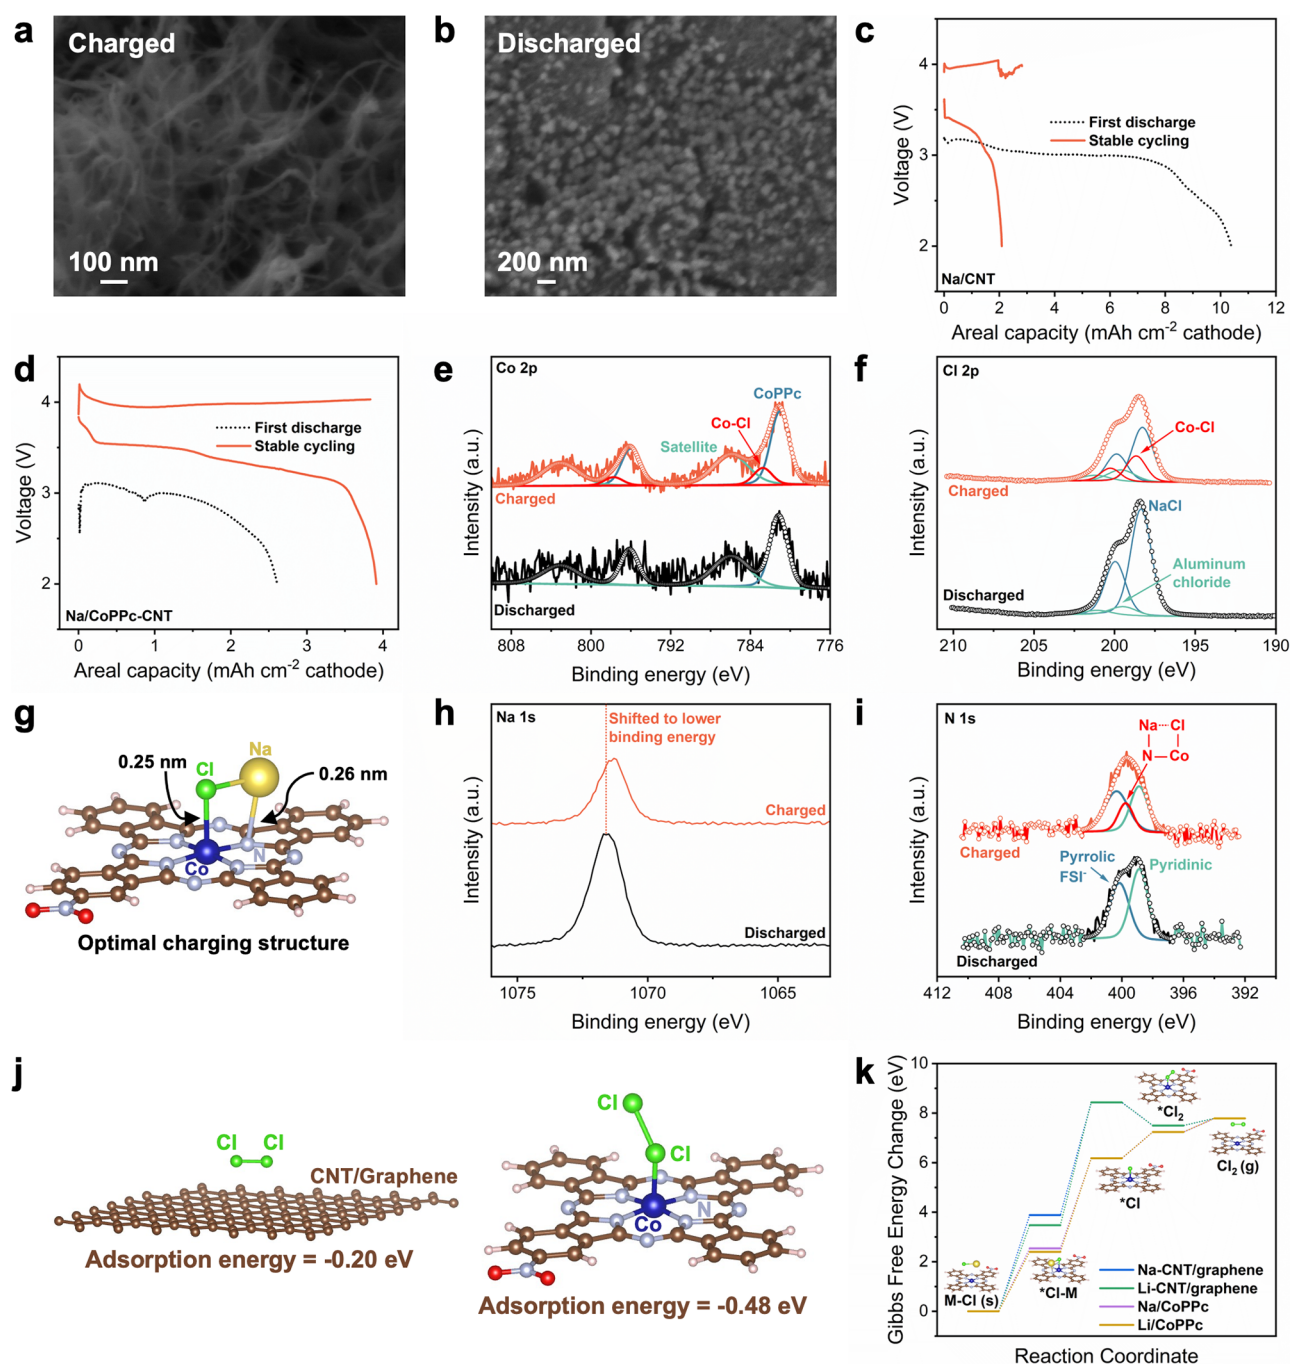 a
Charged
100 nm
b
Discharged
200 nm
c
4
3
2
Voltage (V)
First discharge
Stable cycling
Na/CNT
0 2 4 6 8 10 12
Areal capacity (mAh cm⁻² cathode)
d
4
3
2
Voltage (V)
First discharge
Stable cycling
Na/CoPPc-CNT
0 1 2 3 4
Areal capacity (mAh cm⁻² cathode)
e
Co 2p
CoPPc
Co-Cl
Satellite
Charged
Discharged
Intensity (a.u.)
808 800 792 784 776
Binding energy (eV)
f
Cl 2p
Co-Cl
Charged
NaCl
Aluminum
chloride
Discharged
Intensity (a.u.)
210 205 200 195 190
Binding energy (eV)
g
Na
Cl
0.25 nm
0.26 nm
N
Co
Optimal charging structure
h
Na 1s
Shifted to lower
binding energy
Charged
Discharged
Intensity (a.u.)
1075 1070 1065
Binding energy (eV)
i
N 1s
Na Cl
N Co
Charged
Pyrrolic
FSI⁻
Pyridinic
Discharged
Intensity (a.u.)
412 408 404 400 396 392
Binding energy (eV)
j
Cl Cl
CNT/Graphene
Adsorption energy = -0.20 eV
Cl
Cl
N
Co
Adsorption energy = -0.48 eV
k
10
8
6
4
2
0
Gibbs Free Energy Change (eV)
*Cl₂
Cl₂ (g)
*Cl
M-Cl (s)
*Cl-M
Na-CNT/graphene
Li-CNT/graphene
Na/CoPPc
Li/CoPPc
Reaction Coordinate